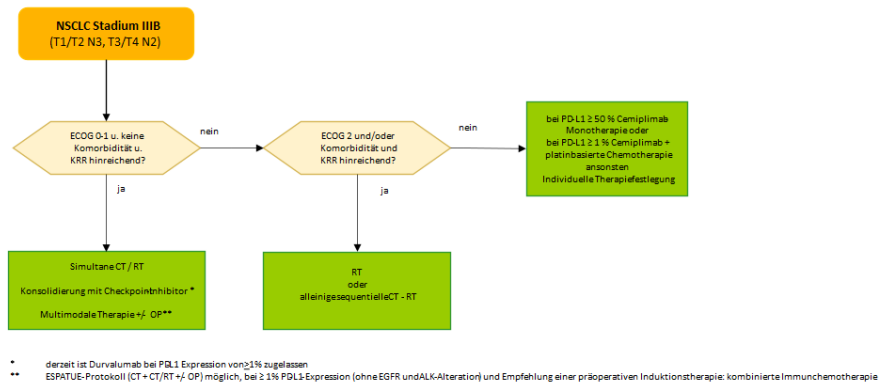 NSCLC Stadium IIIB
(T1/T2 N3, T3/T4 N2)
ECOG 0-1 u. keine
Komorbidität u.
KRR hinreichend?
nein
ECOG 2 und/oder
Komorbidität und
KRR hinreichend?
nein
bei PD-L1 ≥ 50 % Cemiplimab
Monotherapie oder
bei PD-L1 ≥ 1 % Cemiplimab +
platinbasierte Chemotherapie
ansonsten
Individuelle Therapiefestlegung
ja
ja
Simultane CT / RT
Konsolidierung mit CheckpointInhibitor *
Multimodale Therapie +/- OP**
RT
oder
alleinigesequentielleCT - RT
* derzeit ist Durvalumab bei PDL1 Expression von≥1% zugelassen
** ESPATUE-Protokoll (CT + CT/RT +/- OP) möglich, bei ≥ 1% PDL1-Expression (ohne EGFR undALK-Alteration) und Empfehlung einer präoperativen Induktionstherapie: kombinierte Immunchemotherapie